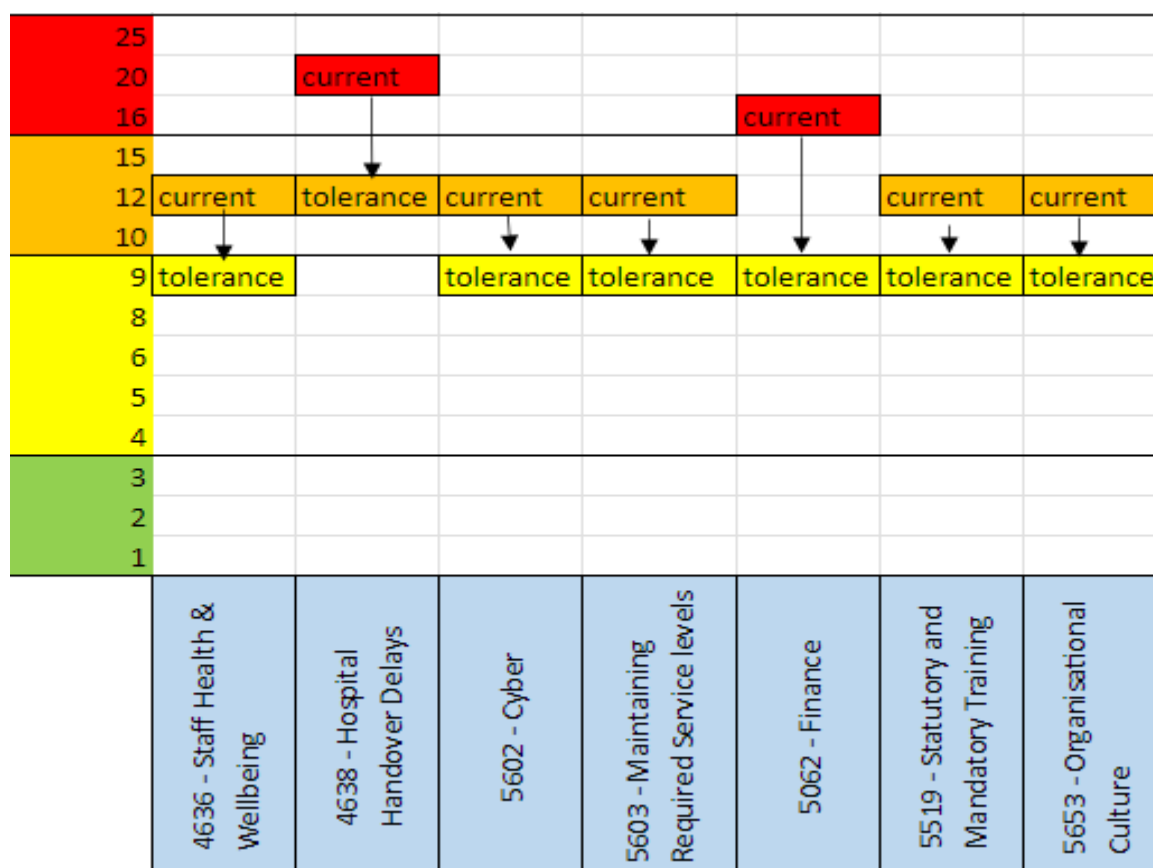 25
20 current
16 current
15
12 current tolerance current current current current
10
9 tolerance tolerance tolerance tolerance tolerance tolerance
8
6
5
4
3
2
1
4636 - Staff Health &
Wellbeing
4638 - Hospital
Handover Delays
5602 - Cyber
5603 - Maintaining
Required Service levels
5062 - Finance
5519 - Statutory and
Mandatory Training
5653 - Organisational
Culture